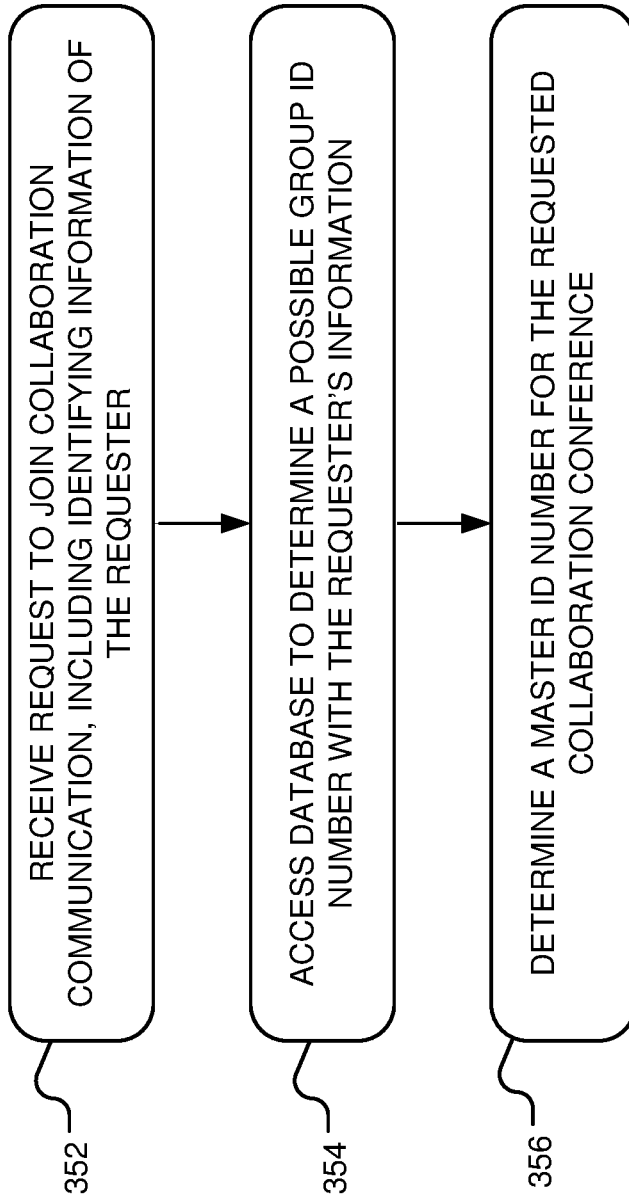 RECEIVE REQUEST TO JOIN COLLABORATION
COMMUNICATION, INCLUDING IDENTIFYING INFORMATION OF
THE REQUESTER
352
ACCESS DATABASE TO DETERMINE A POSSIBLE GROUP ID
NUMBER WITH THE REQUESTER'S INFORMATION
354
DETERMINE A MASTER ID NUMBER FOR THE REQUESTED
COLLABORATION CONFERENCE
356